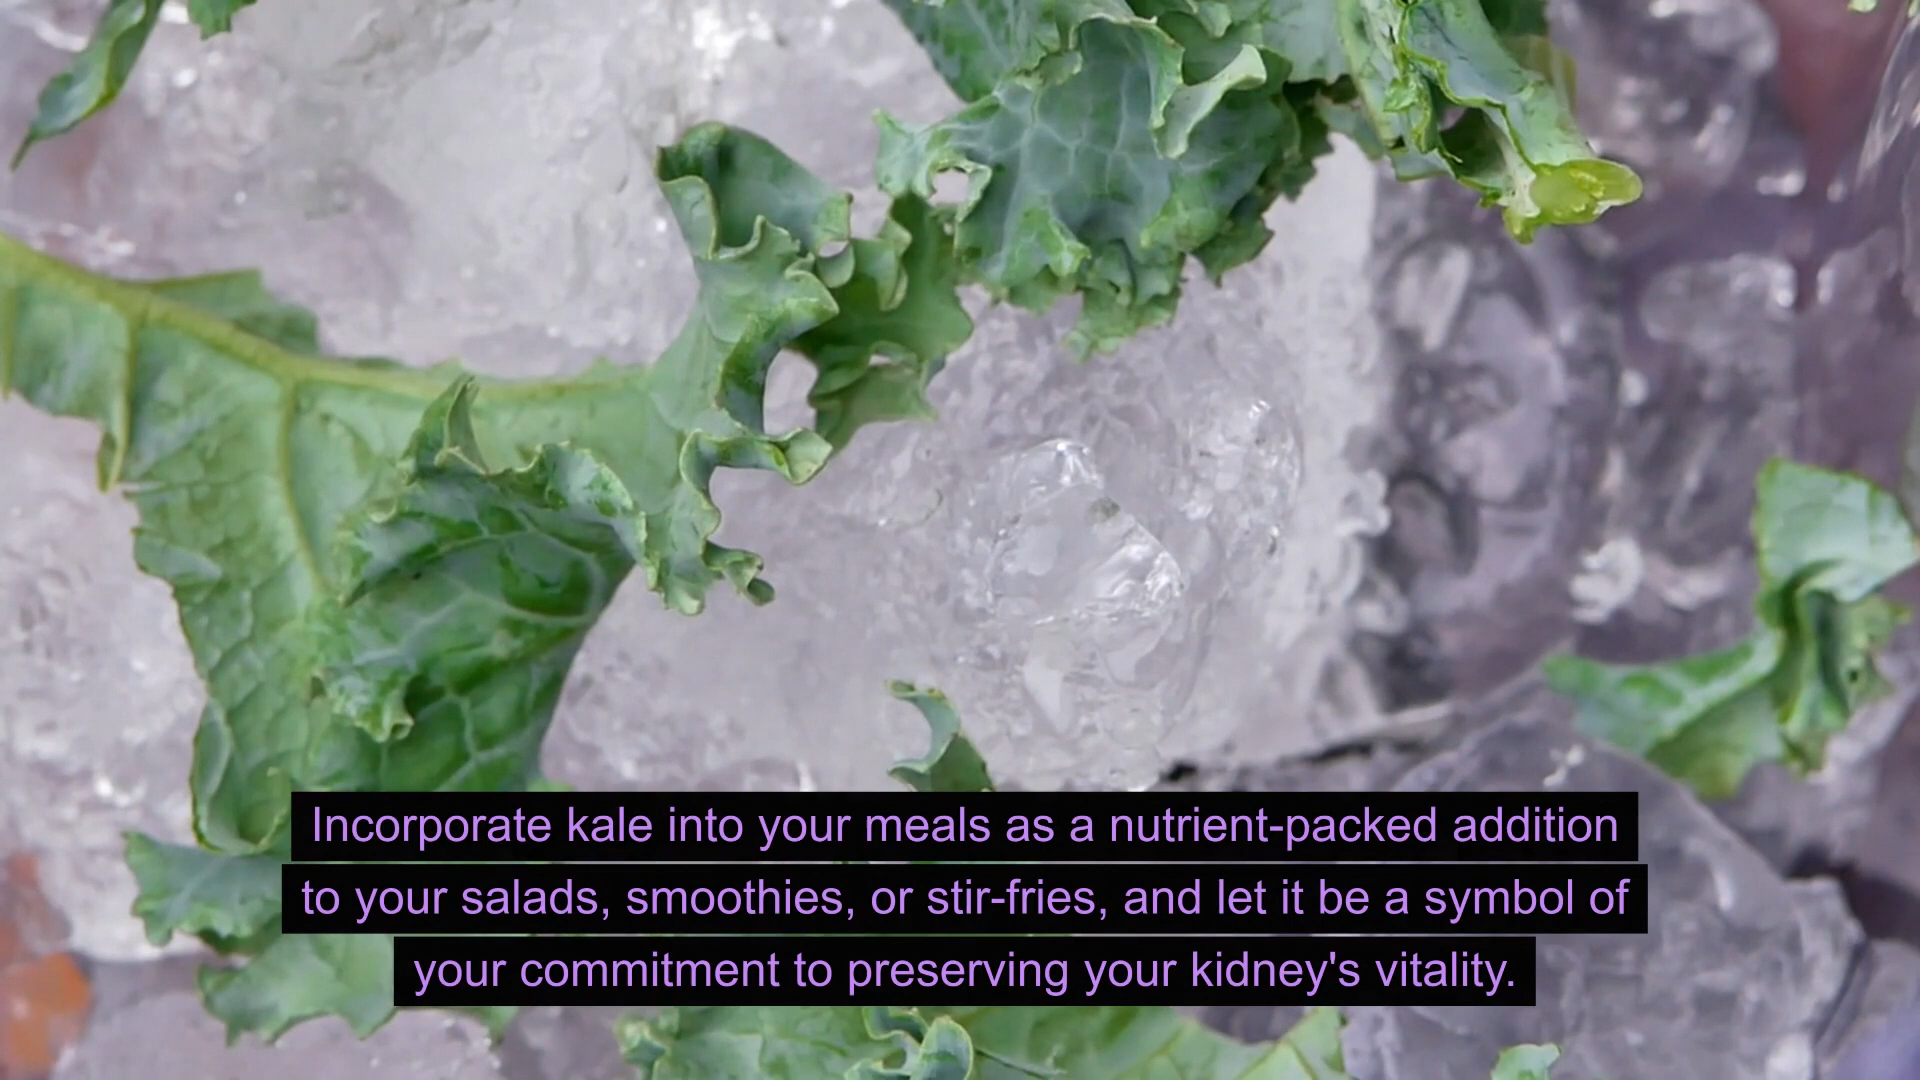 Incorporate kale into your meals as a nutrient-packed addition
to your salads, smoothies, or stir-fries, and let it be a symbol of
your commitment to preserving your kidney's vitality.